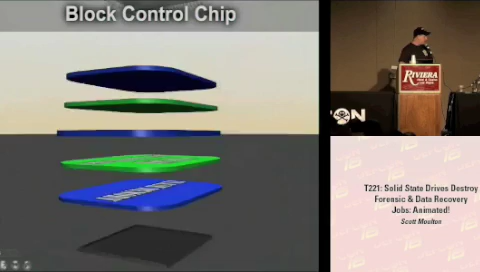 Block Control Chip
RIVIERA
T221: Solid State Drives Destroy
Forensic & Data Recovery
Jobs: Animated!
Scott Moulton